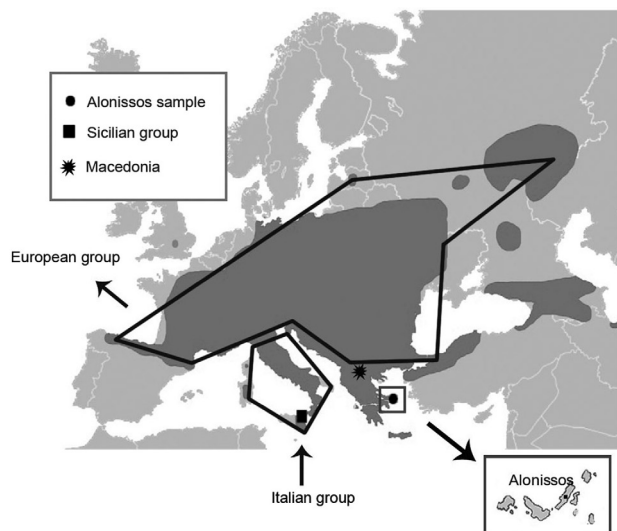 Alonissos sample
Sicilian group
Macedonia
European group
Italian group
Alonissos